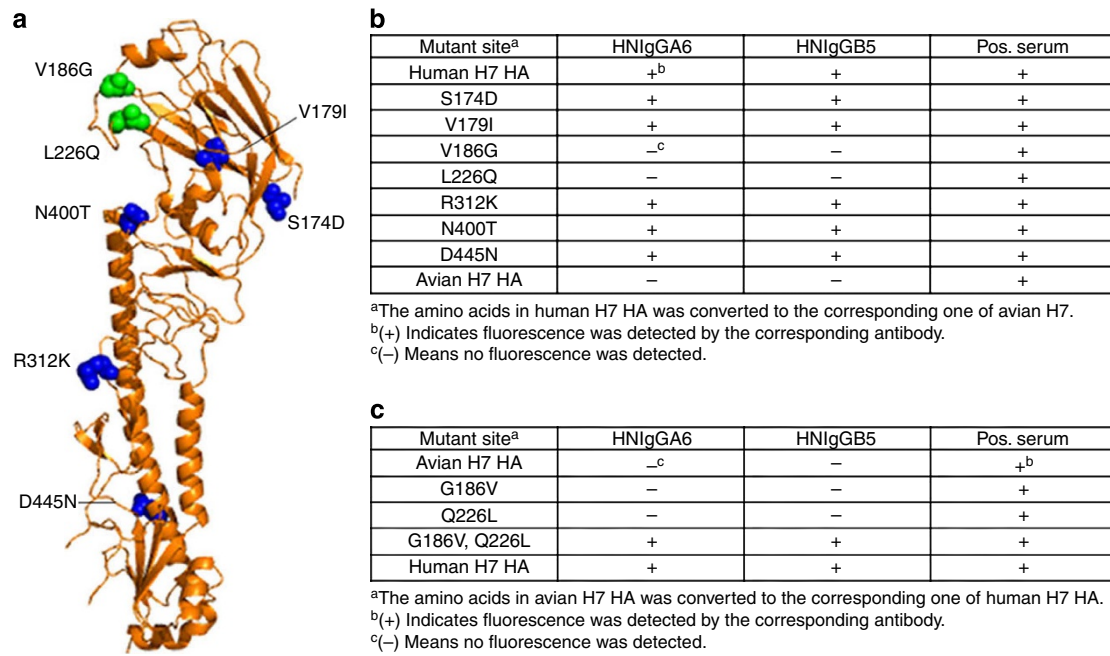 a
V186G
V179I
L226Q
N400T
S174D
R312K
D445N
b
Mutant siteᵃ HNIgGA6 HNIgGB5 Pos. serum
Human H7 HA +ᵇ + +
S174D + + +
V179I + + +
V186G –ᶜ – +
L226Q – – +
R312K + + +
N400T + + +
D445N + + +
Avian H7 HA – – +
ᵃThe amino acids in human H7 HA was converted to the corresponding one of avian H7.
ᵇ(+) Indicates fluorescence was detected by the corresponding antibody.
ᶜ(–) Means no fluorescence was detected.
c
Mutant siteᵃ HNIgGA6 HNIgGB5 Pos. serum
Avian H7 HA –ᶜ – +ᵇ
G186V – – +
Q226L – – +
G186V, Q226L + + +
Human H7 HA + + +
ᵃThe amino acids in avian H7 HA was converted to the corresponding one of human H7 HA.
ᵇ(+) Indicates fluorescence was detected by the corresponding antibody.
ᶜ(–) Means no fluorescence was detected.